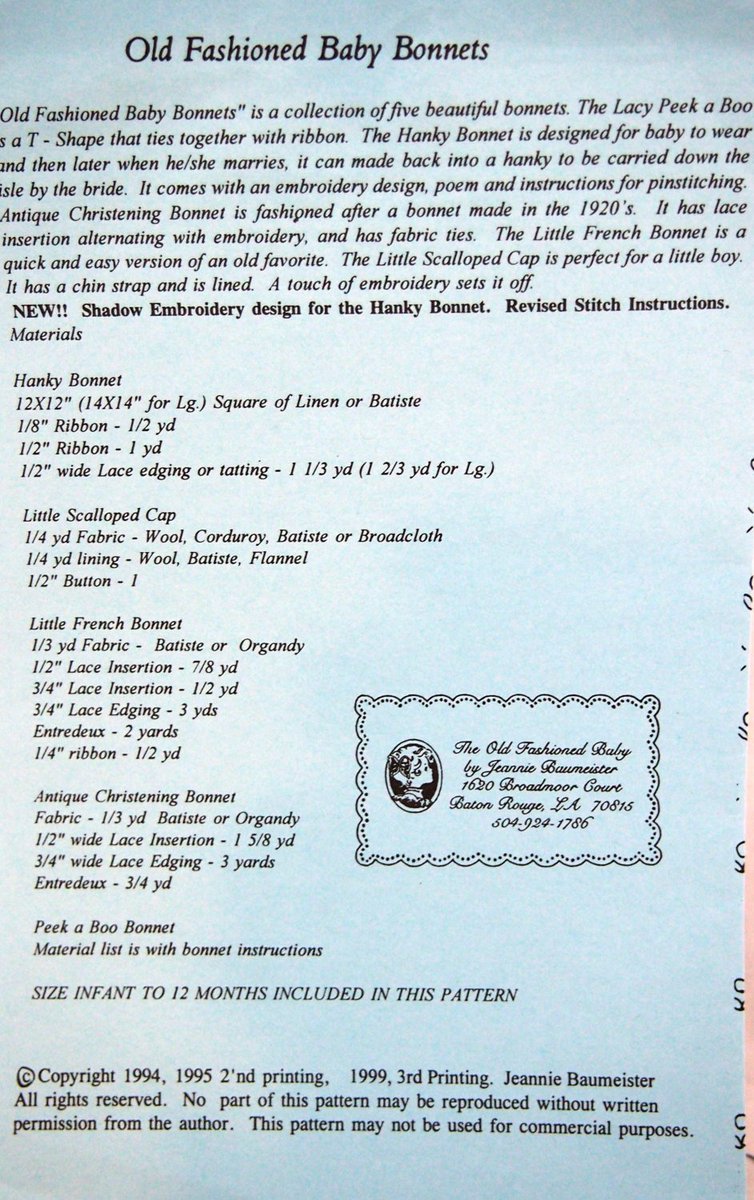 Old Fashioned Baby Bonnets
Old Fashioned Baby Bonnets" is a collection of five beautiful bonnets. The Lacy Peek a Boo
s a T - Shape that ties together with ribbon. The Hanky Bonnet is designed for baby to wear
and then later when he/she marries, it can made back into a hanky to be carried down the
isle by the bride. It comes with an embroidery design, poem and instructions for pinstitching.
Antique Christening Bonnet is fashioned after a bonnet made in the 1920's. It has lace
insertion alternating with embroidery, and has fabric ties. The Little French Bonnet is a
quick and easy version of an old favorite. The Little Scalloped Cap is perfect for a little boy.
It has a chin strap and is lined. A touch of embroidery sets it off.
NEW!! Shadow Embroidery design for the Hanky Bonnet. Revised Stitch Instructions.
Materials
Hanky Bonnet
12X12" (14X14" for Lg.) Square of Linen or Batiste
1/8" Ribbon - 1/2 yd
1/2" Ribbon - 1 yd
1/2" wide Lace edging or tatting - 1 1/3 yd (1 2/3 yd for Lg.)
Little Scalloped Cap
1/4 yd Fabric - Wool, Corduroy, Batiste or Broadcloth
1/4 yd lining - Wool, Batiste, Flannel
1/2" Button - 1
Little French Bonnet
1/3 yd Fabric - Batiste or Organdy
1/2" Lace Insertion - 7/8 yd
3/4" Lace Insertion - 1/2 yd
3/4" Lace Edging - 3 yds
Entredeux - 2 yards
1/4" ribbon - 1/2 yd
Antique Christening Bonnet
Fabric - 1/3 yd Batiste or Organdy
1/2" wide Lace Insertion - 1 5/8 yd
3/4" wide Lace Edging - 3 yards
Entredeux - 3/4 yd
Peek a Boo Bonnet
Material list is with bonnet instructions
SIZE INFANT TO 12 MONTHS INCLUDED IN THIS PATTERN
The Old Fashioned Baby
by Jeannie Baumeister
1620 Broadmoor Court
Baton Rouge, LA 70815
504-924-1786
©Copyright 1994, 1995 2'nd printing, 1999, 3rd Printing. Jeannie Baumeister
All rights reserved. No part of this pattern may be reproduced without written
permission from the author. This pattern may not be used for commercial purposes.